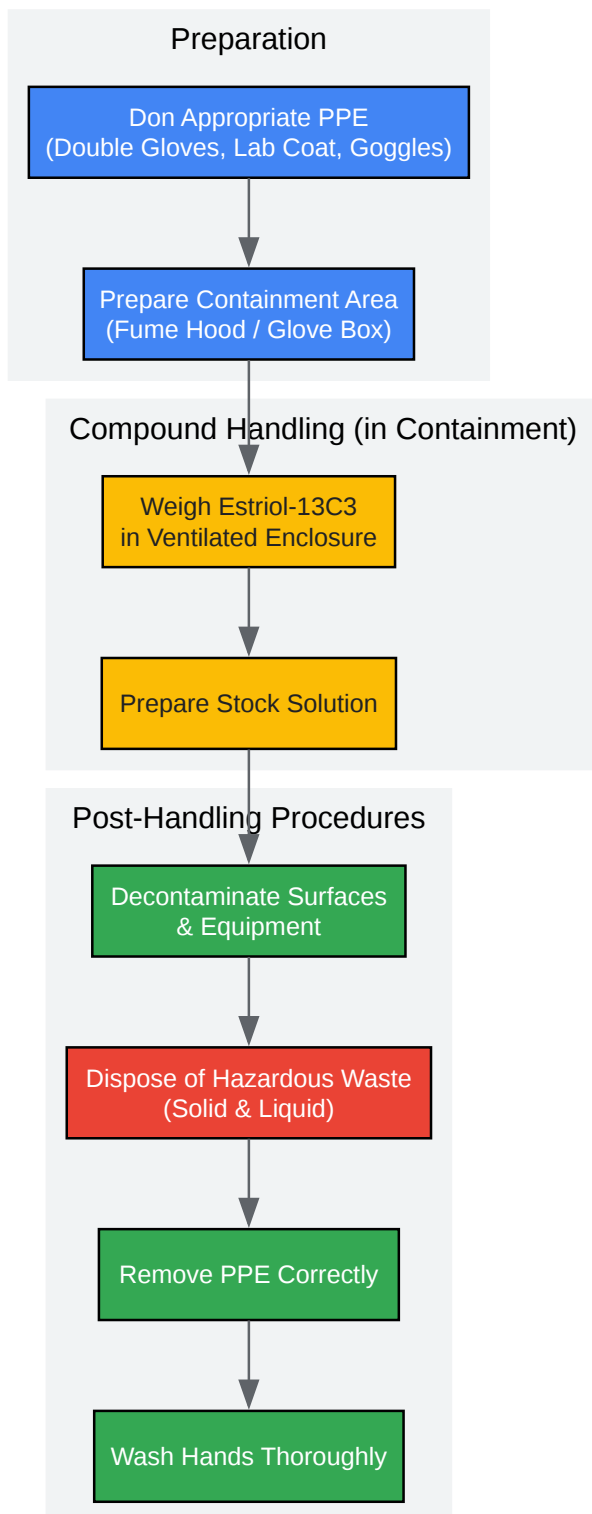 Preparation
Don Appropriate PPE
(Double Gloves, Lab Coat, Goggles)
Prepare Containment Area
(Fume Hood / Glove Box)
Compound Handling (in Containment)
Weigh Estriol-13C3
in Ventilated Enclosure
Prepare Stock Solution
Post-Handling Procedures
Decontaminate Surfaces
& Equipment
Dispose of Hazardous Waste
(Solid & Liquid)
Remove PPE Correctly
Wash Hands Thoroughly